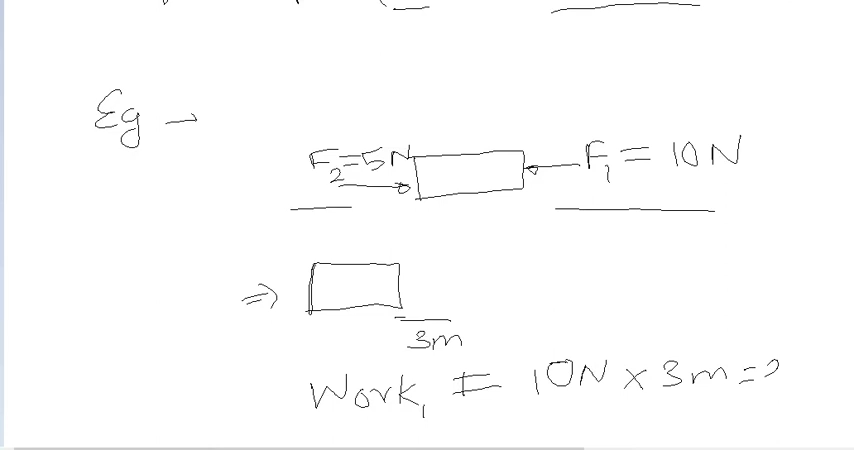 Eg →
F₂=5N F₁ = 10N
⇒
3m
Work₁ = 10N × 3m =